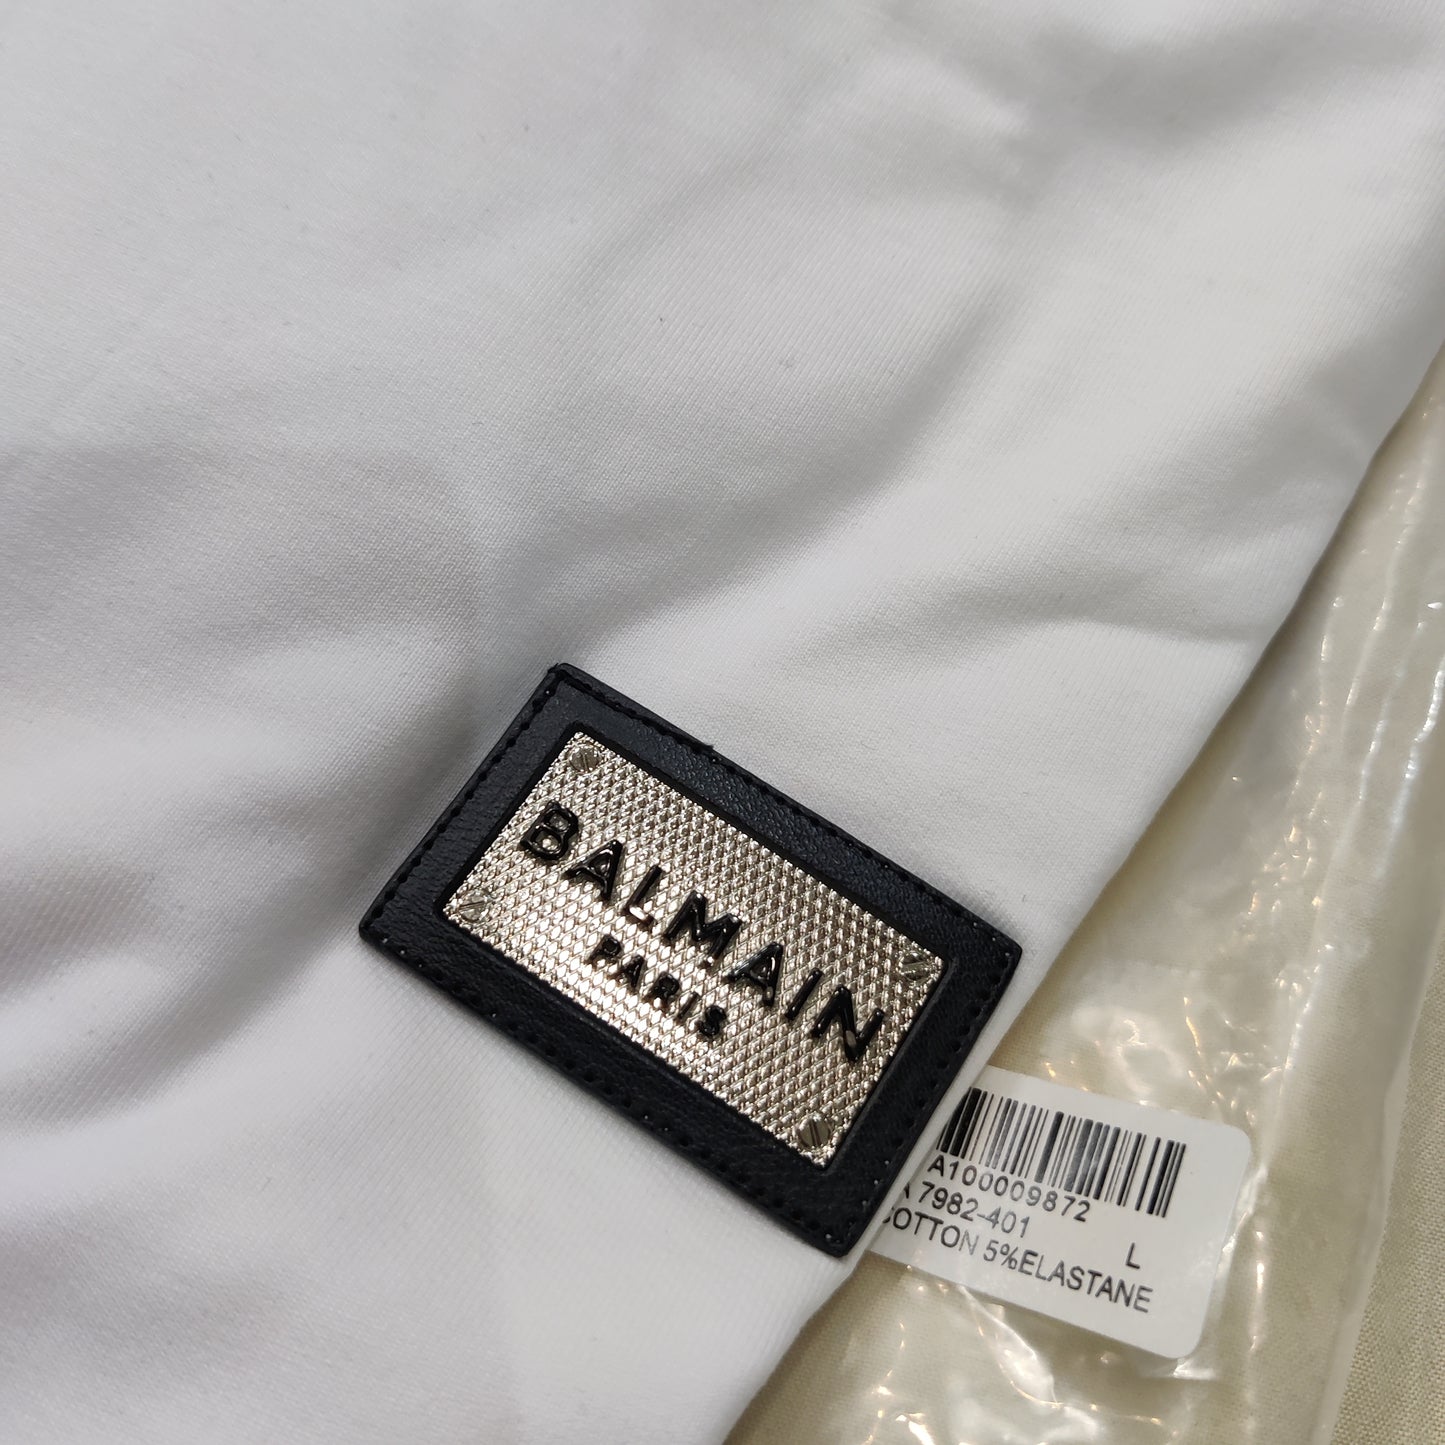 BALMAIN
PARIS
A100009872
7982-401
L
COTTON 5%ELASTANE